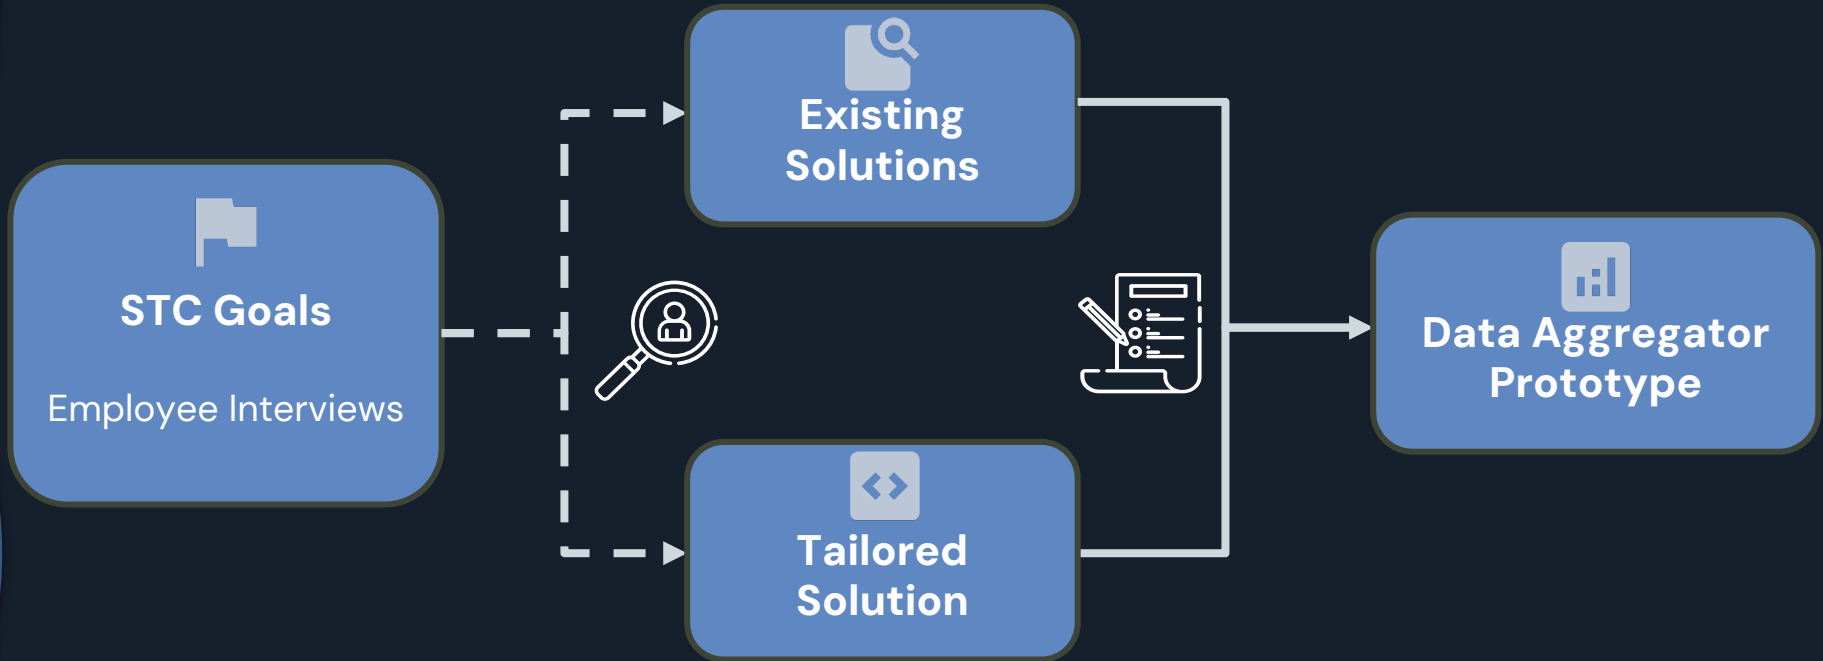 STC Goals
Employee Interviews
Existing
Solutions
Tailored
Solution
Data Aggregator
Prototype